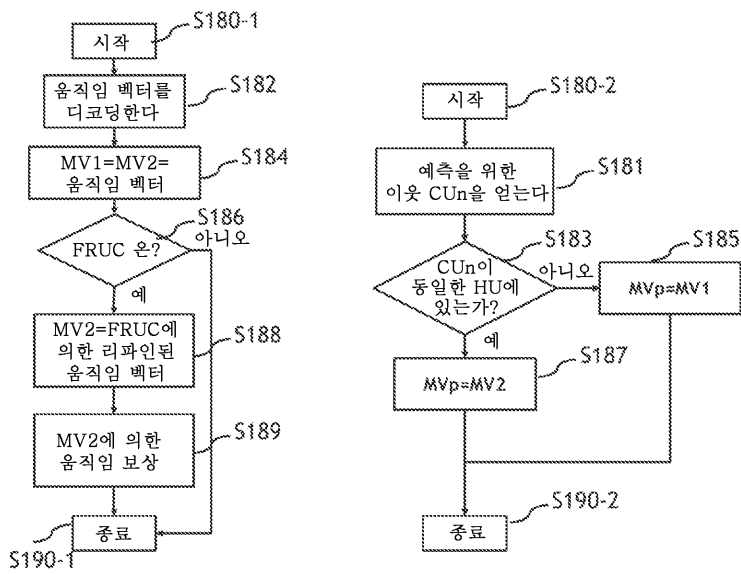 S180-1
시작
S182
움직임 벡터를
디코딩한다
S184
MV1=MV2=
움직임 벡터
S186
아니오
FRUC 온?
예
S188
MV2=FRUC에
의한 리파인된
움직임 벡터
S189
MV2에 의한
움직임 보상
종료
S190-1
S180-2
시작
S181
예측을 위한
이웃 CUn을 얻는다
S183
CUn이
동일한 HU에
있는가?
아니오
S185
MVp=MV1
예
S187
MVp=MV2
S190-2
종료